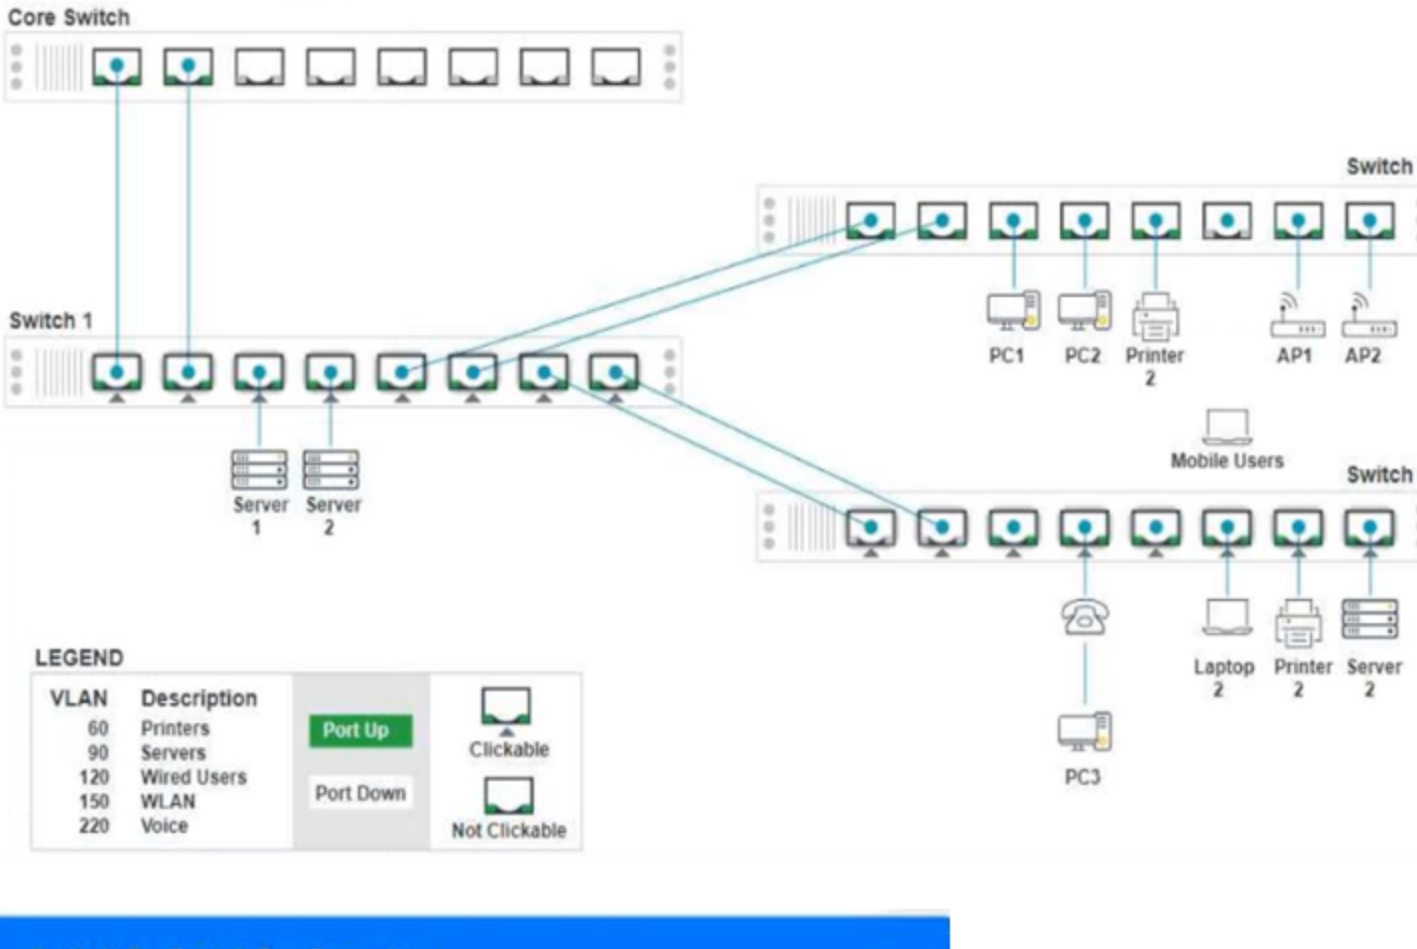 Core Switch
Switch
PC1 PC2 Printer 2 AP1 AP2
Switch 1
Server 1 Server 2
Mobile Users
Switch
Laptop 2 Printer 2 Server 2
PC3
LEGEND
VLAN Description
60 Printers
90 Servers
120 Wired Users
150 WLAN
220 Voice
Port Up
Port Down
Clickable
Not Clickable